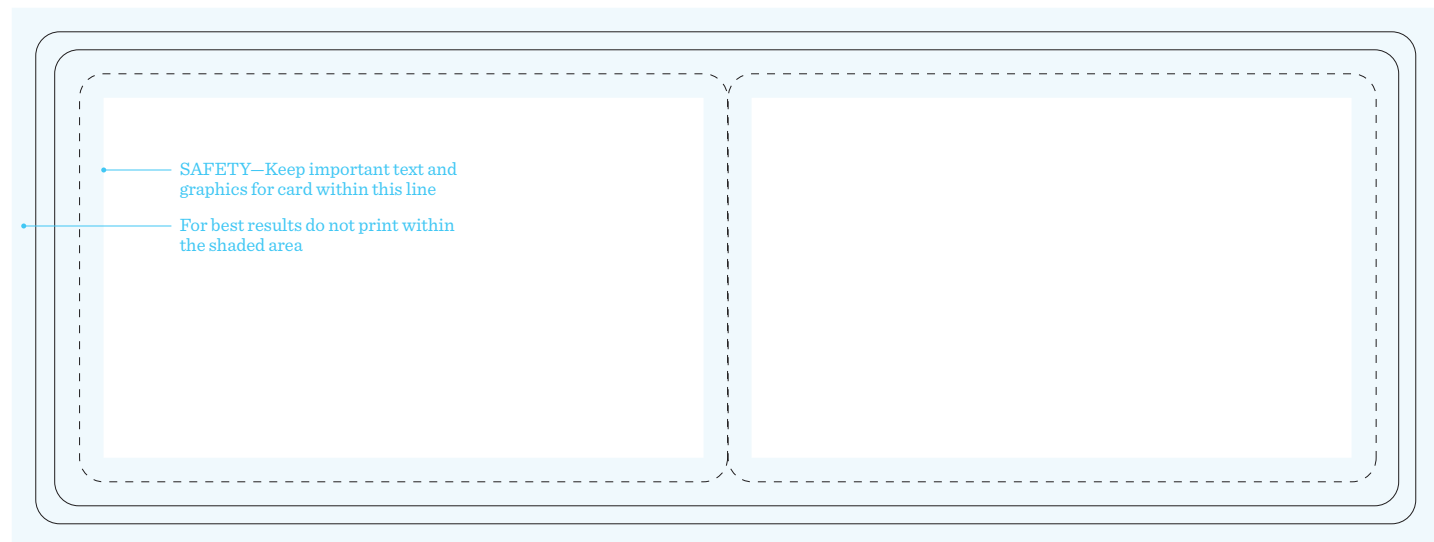 SAFETY—Keep important text and
graphics for card within this line
For best results do not print within
the shaded area